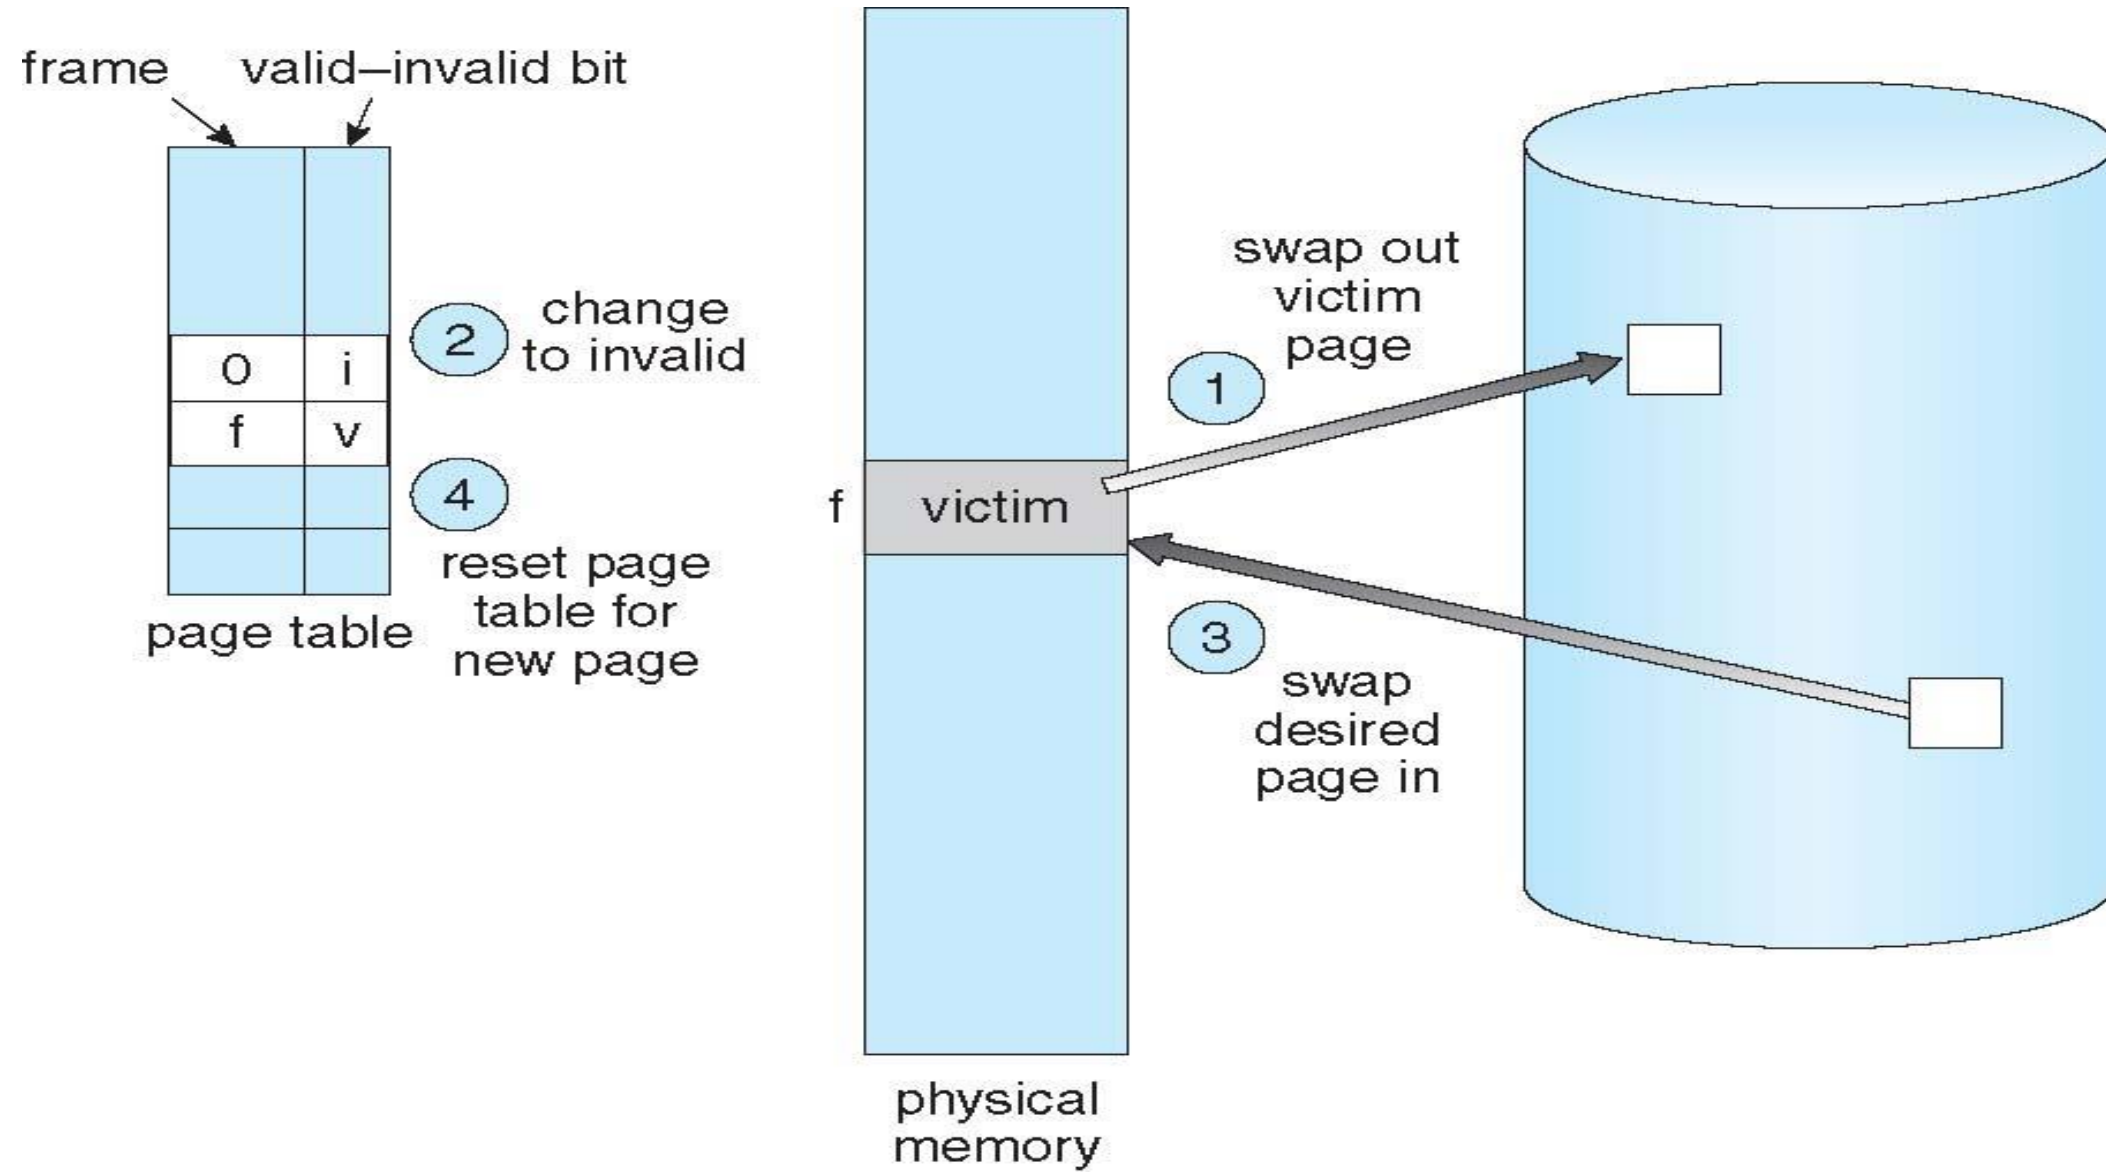 frame
valid–invalid bit
0
i
f
v
2
change
to invalid
4
reset page
table for
new page
page table
f
victim
physical
memory
swap out
victim
page
1
3
swap
desired
page in